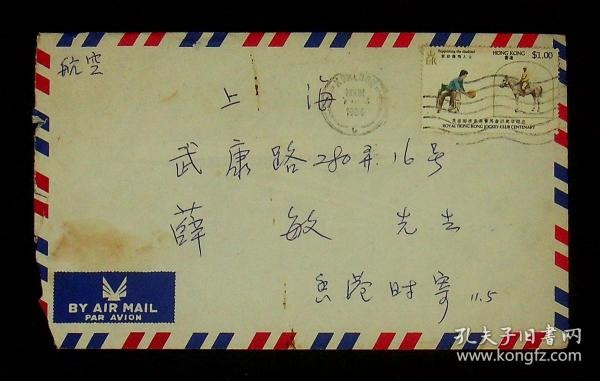 航空
Supporting the disabled
HONG KONG
$1.00
香港
ROYAL HONG KONG JOCKEY CLUB CENTENARY
上海
武康路280弄16号
薛敏先生
11.5
BY AIR MAIL
PAR AVION
孔夫子旧书网
www.kongfz.com